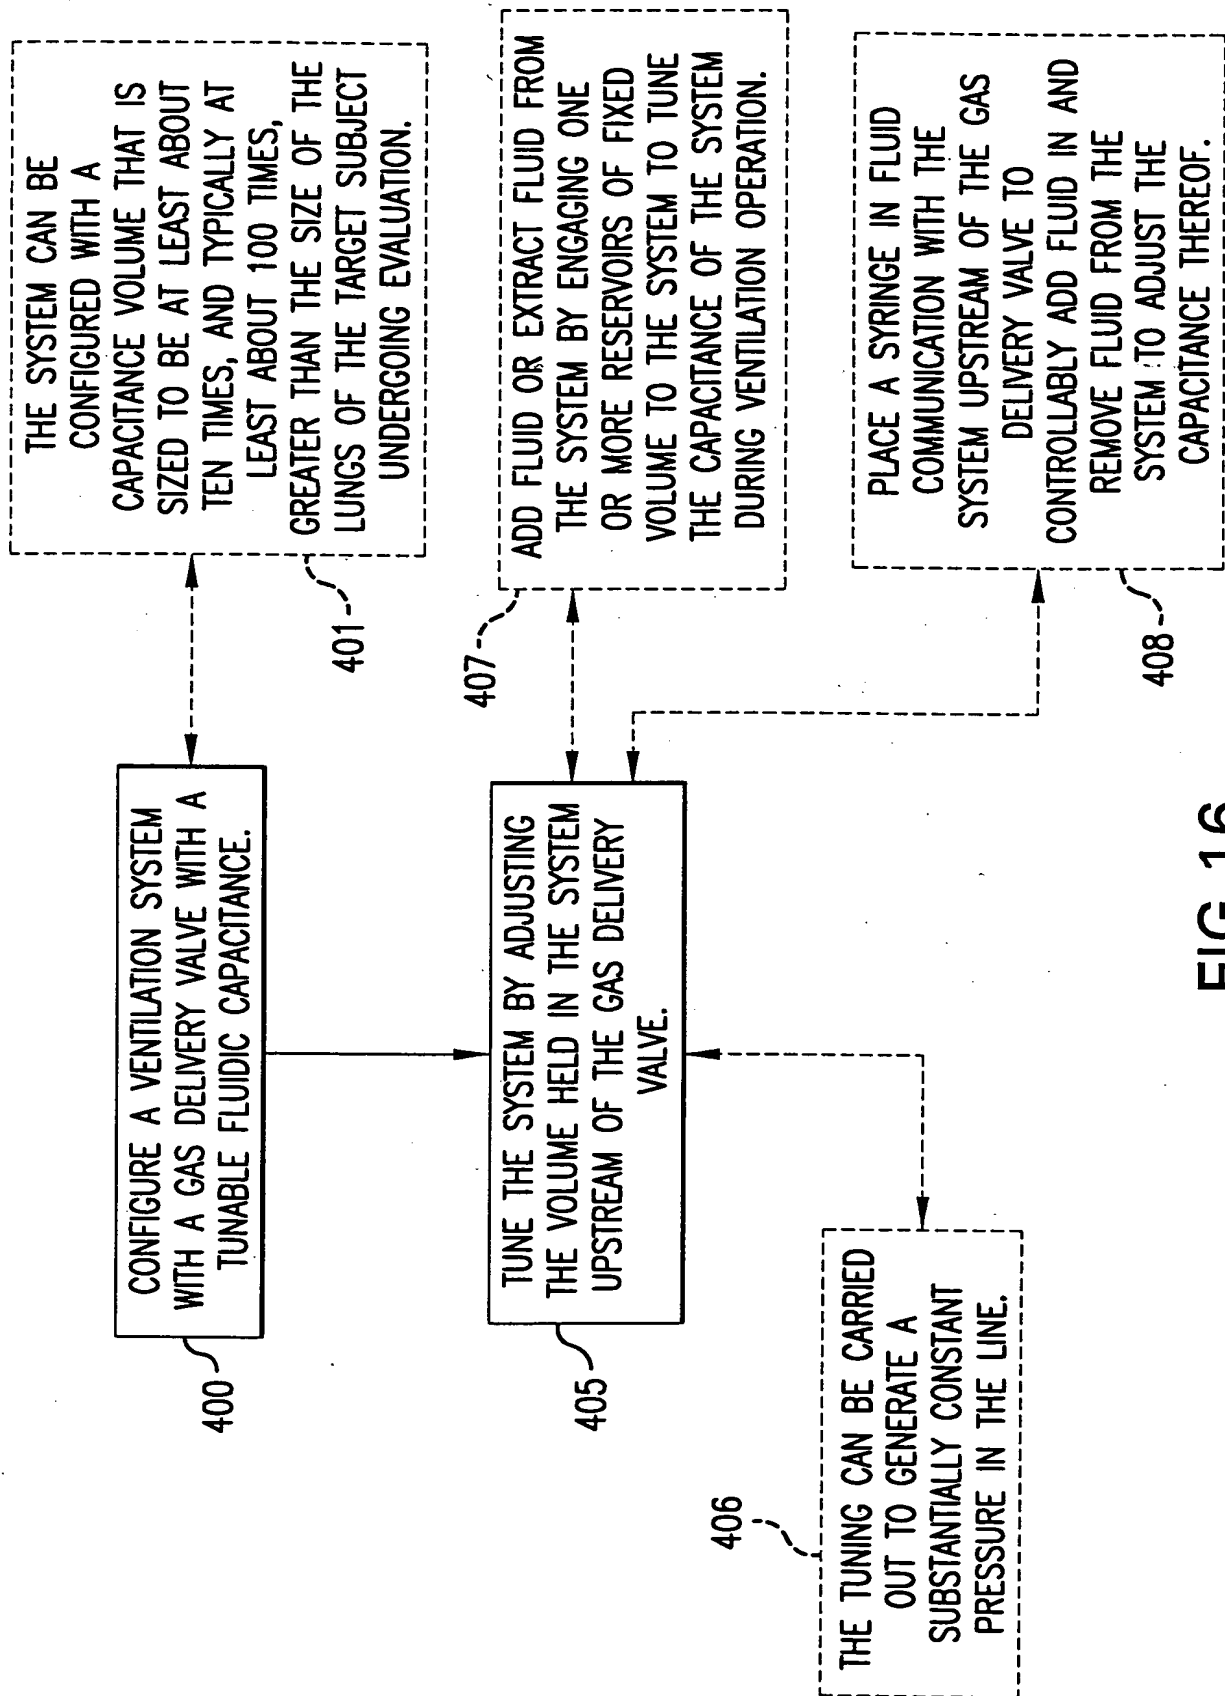 CONFIGURE A VENTILATION SYSTEM
WITH A GAS DELIVERY VALVE WITH A
TUNABLE FLUIDIC CAPACITANCE.
400
THE SYSTEM CAN BE
CONFIGURED WITH A
CAPACITANCE VOLUME THAT IS
SIZED TO BE AT LEAST ABOUT
TEN TIMES, AND TYPICALLY AT
LEAST ABOUT 100 TIMES,
GREATER THAN THE SIZE OF THE
LUNGS OF THE TARGET SUBJECT
UNDERGOING EVALUATION.
401
TUNE THE SYSTEM BY ADJUSTING
THE VOLUME HELD IN THE SYSTEM
UPSTREAM OF THE GAS DELIVERY
VALVE.
405
ADD FLUID OR EXTRACT FLUID FROM
THE SYSTEM BY ENGAGING ONE
OR MORE RESERVOIRS OF FIXED
VOLUME TO THE SYSTEM TO TUNE
THE CAPACITANCE OF THE SYSTEM
DURING VENTILATION OPERATION.
407
THE TUNING CAN BE CARRIED
OUT TO GENERATE A
SUBSTANTIALLY CONSTANT
PRESSURE IN THE LINE.
406
PLACE A SYRINGE IN FLUID
COMMUNICATION WITH THE
SYSTEM UPSTREAM OF THE GAS
DELIVERY VALVE TO
CONTROLLABLY ADD FLUID IN AND
REMOVE FLUID FROM THE
SYSTEM TO ADJUST THE
CAPACITANCE THEREOF.
408
FIG. 16